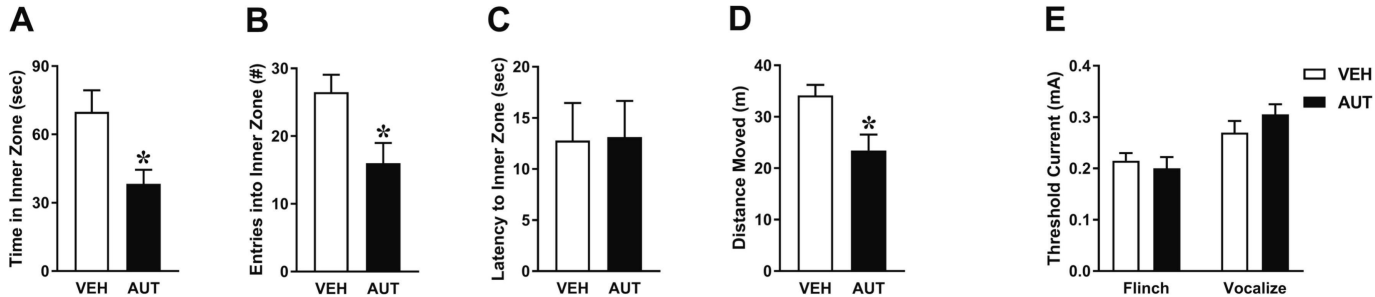 A
Time in Inner Zone (sec)
90
60
30
0
*
VEH AUT
B
Entries into Inner Zone (#)
30
20
10
0
*
VEH AUT
C
Latency to Inner Zone (sec)
20
15
10
5
0
VEH AUT
D
Distance Moved (m)
40
30
20
10
0
*
VEH AUT
E
Threshold Current (mA)
0.4
0.3
0.2
0.1
0.0
Flinch Vocalize
VEH
AUT